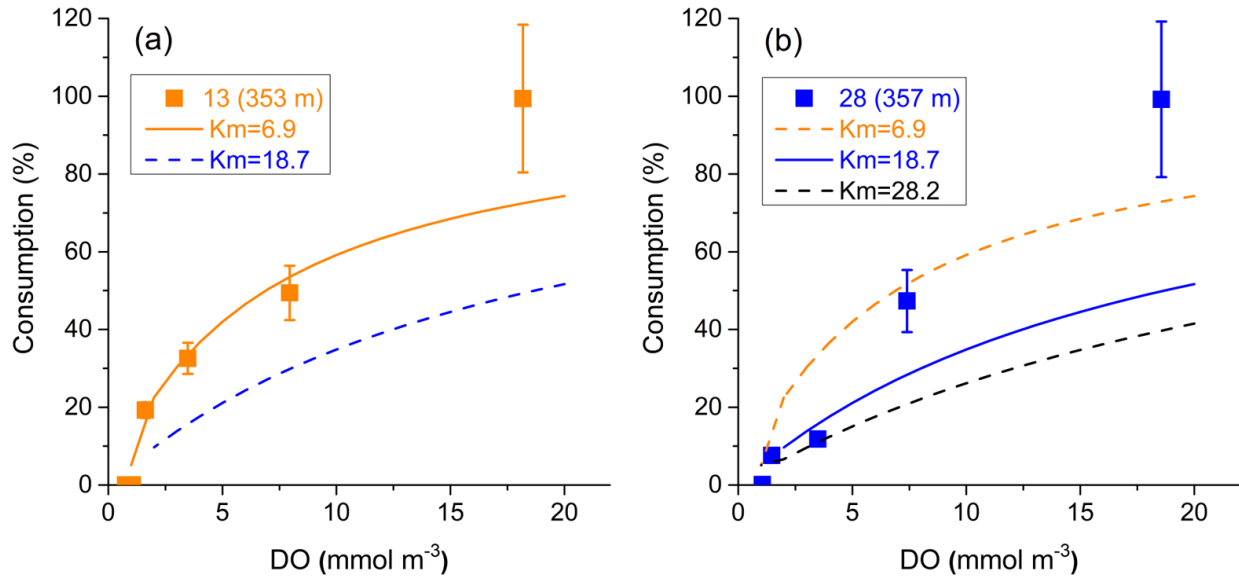 (a)
13 (353 m)
Km=6.9
Km=18.7
Consumption (%)
120
100
80
60
40
20
0
0 5 10 15 20
DO (mmol m⁻³)
(b)
28 (357 m)
Km=6.9
Km=18.7
Km=28.2
Consumption (%)
120
100
80
60
40
20
0
0 5 10 15 20
DO (mmol m⁻³)